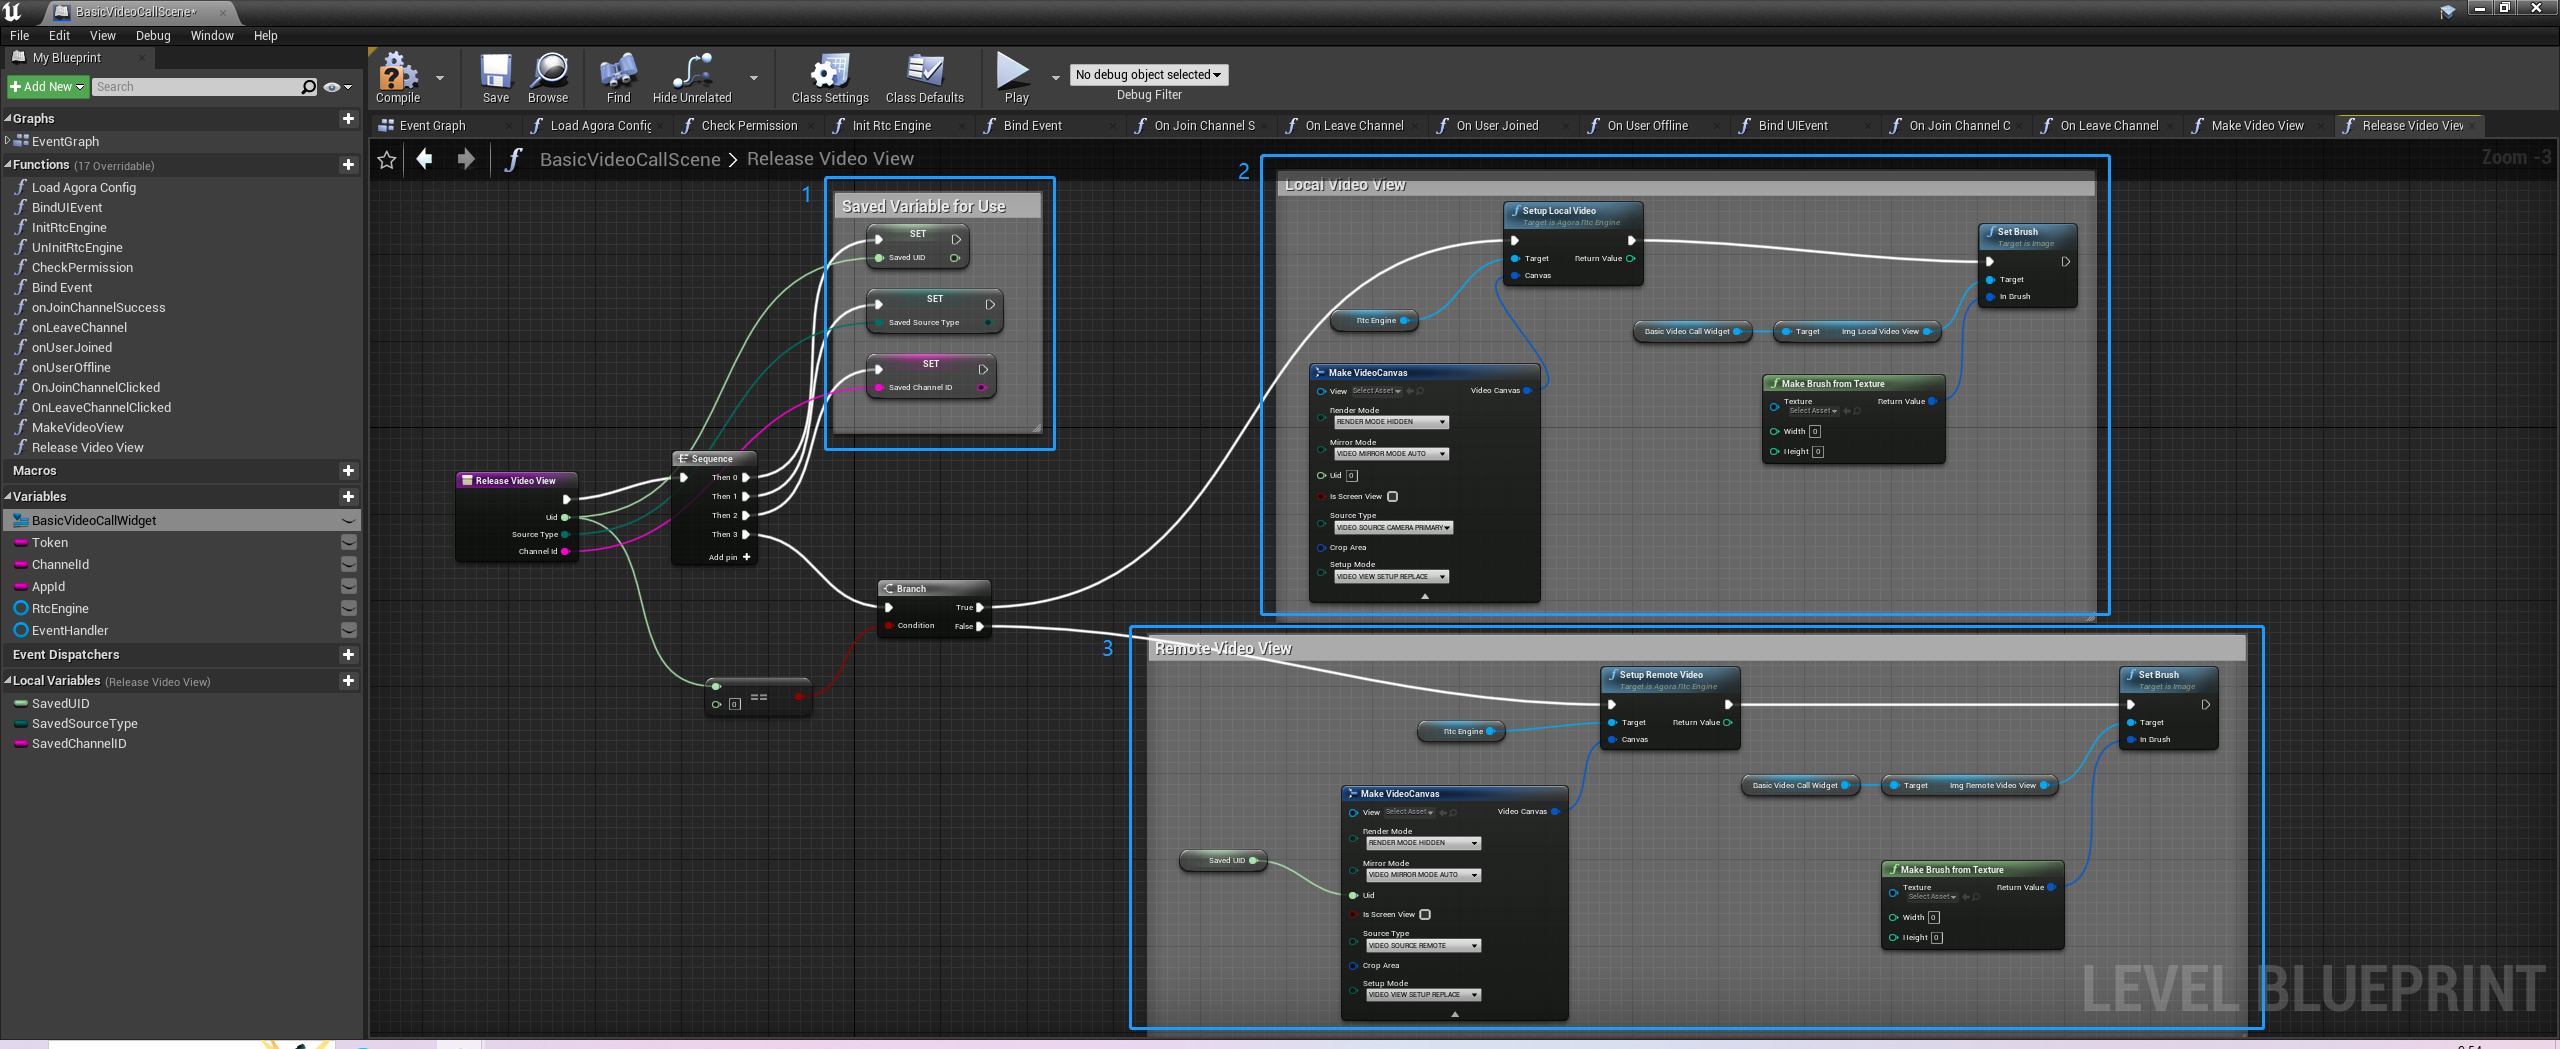 BasicVideoCallScene*
File Edit View Debug Window Help
My Blueprint
Add New
Search
Compile
Save
Browse
Find
Hide Unrelated
Class Settings
Class Defaults
Play
No debug object selected
Debug Filter
Graphs
EventGraph
Functions (17 Overridable)
Load Agora Config
BindUIEvent
InitRtcEngine
UnInitRtcEngine
CheckPermission
Bind Event
onJoinChannelSuccess
onLeaveChannel
onUserJoined
onUserOffline
OnJoinChannelClicked
OnLeaveChannelClicked
MakeVideoView
Release Video View
Macros
Variables
BasicVideoCallWidget
Token
ChannelId
AppId
RtcEngine
EventHandler
Event Dispatchers
Local Variables (Release Video View)
SavedUID
SavedSourceType
SavedChannelID
Event Graph
Load Agora Config
Check Permission
Init Rtc Engine
Bind Event
On Join Channel S
On Leave Channel
On User Joined
On User Offline
Bind UIEvent
On Join Channel C
On Leave Channel
Make Video View
Release Video View
BasicVideoCallScene > Release Video View
Zoom -3
1
Saved Variable for Use
SET
Saved UID
SET
Saved Source Type
SET
Saved Channel ID
Release Video View
Uid
Source Type
Channel Id
Sequence
Then 0
Then 1
Then 2
Then 3
Add pin
Branch
True
Condition
False
0
==
2
Local Video View
Setup Local Video
Target is Agora Rtc Engine
Target
Return Value
Canvas
Rtc Engine
Set Brush
Target is Image
Target
In Brush
Basic Video Call Widget
Target
Img Local Video View
Make VideoCanvas
View
Select Asset
Video Canvas
Render Mode
RENDER MODE HIDDEN
Mirror Mode
VIDEO MIRROR MODE AUTO
Uid 0
Is Screen View
Source Type
VIDEO SOURCE CAMERA PRIMARY
Crop Area
Setup Mode
VIDEO VIEW SETUP REPLACE
Make Brush from Texture
Texture
Select Asset
Return Value
Width 0
Height 0
3
Remote Video View
Setup Remote Video
Target is Agora Rtc Engine
Target
Return Value
Canvas
Rtc Engine
Set Brush
Target is Image
Target
In Brush
Basic Video Call Widget
Target
Img Remote Video View
Make VideoCanvas
View
Select Asset
Video Canvas
Render Mode
RENDER MODE HIDDEN
Mirror Mode
VIDEO MIRROR MODE AUTO
Uid
Saved UID
Is Screen View
Source Type
VIDEO SOURCE REMOTE
Crop Area
Setup Mode
VIDEO VIEW SETUP REPLACE
Make Brush from Texture
Texture
Select Asset
Return Value
Width 0
Height 0
LEVEL BLUEPRINT